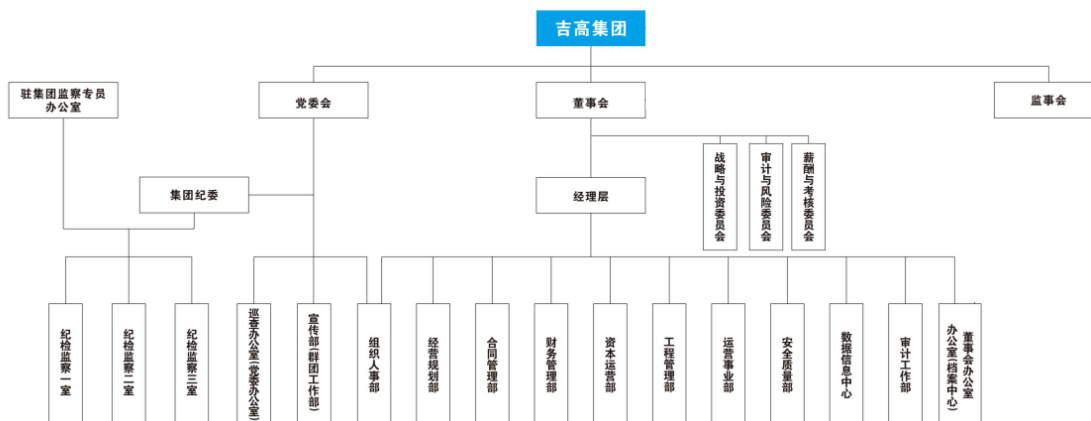 吉高集团
驻集团监察专员
办公室
党委会
董事会
监事会
战略与投资委员会
审计与风险委员会
薪酬与考核委员会
集团纪委
经理层
纪检监察一室
纪检监察二室
纪检监察三室
巡查办公室(党委办公室)
宣传部(群团工作部)
组织人事部
经营规划部
合同管理部
财务管理部
资本运营部
工程管理部
运营事业部
安全质量部
数据信息中心
审计工作部
董事会办公室
办公室(档案中心)